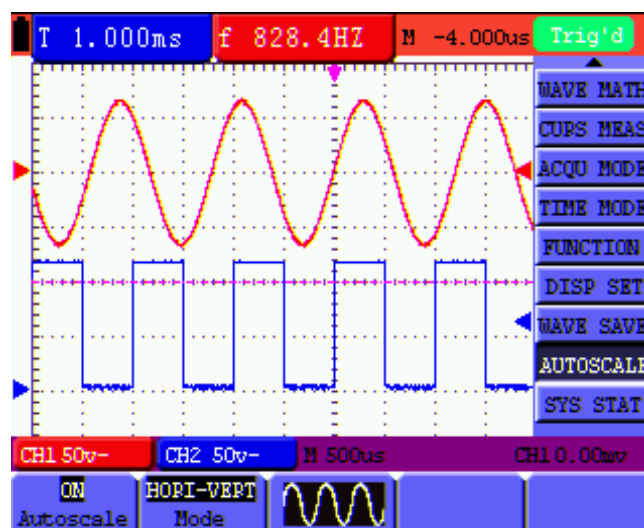 T 1.000ms f 828.4HZ M -4.000us Trig'd
WAVE MATH
CUPS MEAS
ACQU MODE
TIME MODE
FUNCTION
DISP SET
WAVE SAVE
AUTOSCALE
SYS STAT
CH1 50v~ CH2 50v~ M 500us CH1 0.00mv
ON HORI-VERT
Autoscale Mode